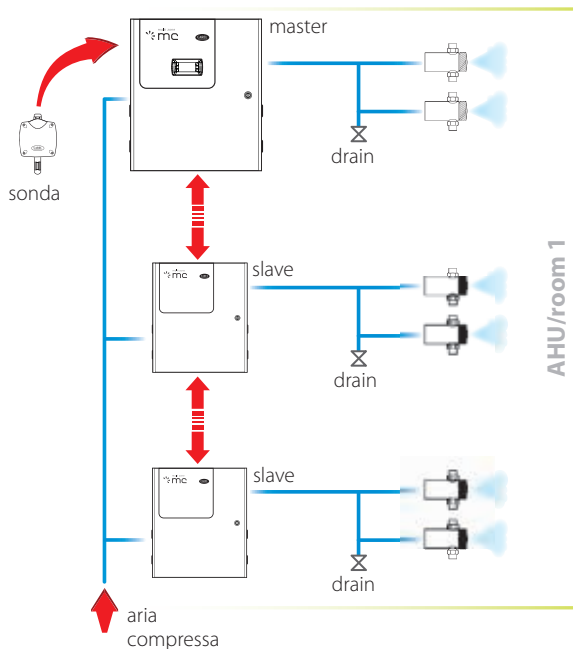 mc
master
sonda
drain
mc
slave
drain
mc
slave
drain
aria
compressa
AHU/room 1